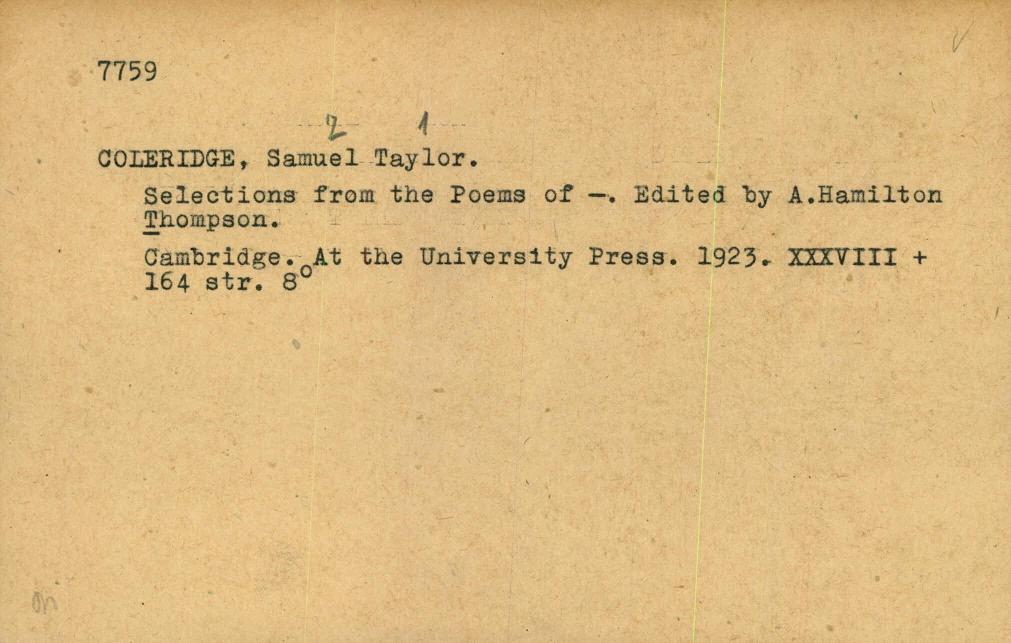 7759
2 1
COLERIDGE, Samuel Taylor.
Selections from the Poems of —. Edited by A.Hamilton
Thompson.
Cambridge. At the University Press. 1923. XXXVIII +
164 str. 8°